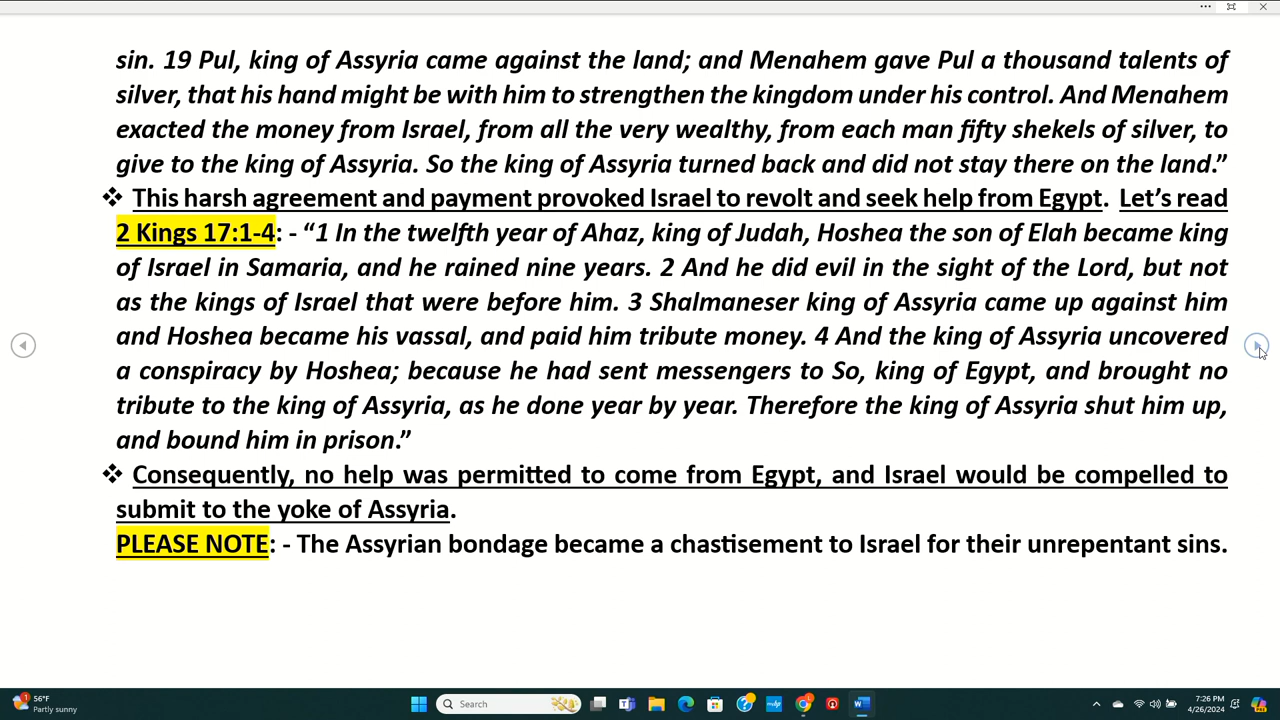 sin. 19 Pul, king of Assyria came against the land; and Menahem gave Pul a thousand talents of
silver, that his hand might be with him to strengthen the kingdom under his control. And Menahem
exacted the money from Israel, from all the very wealthy, from each man fifty shekels of silver, to
give to the king of Assyria. So the king of Assyria turned back and did not stay there on the land.”
❖ This harsh agreement and payment provoked Israel to revolt and seek help from Egypt. Let’s read
2 Kings 17:1-4: - “1 In the twelfth year of Ahaz, king of Judah, Hoshea the son of Elah became king
of Israel in Samaria, and he rained nine years. 2 And he did evil in the sight of the Lord, but not
as the kings of Israel that were before him. 3 Shalmaneser king of Assyria came up against him
and Hoshea became his vassal, and paid him tribute money. 4 And the king of Assyria uncovered
a conspiracy by Hoshea; because he had sent messengers to So, king of Egypt, and brought no
tribute to the king of Assyria, as he done year by year. Therefore the king of Assyria shut him up,
and bound him in prison.”
❖ Consequently, no help was permitted to come from Egypt, and Israel would be compelled to
submit to the yoke of Assyria.
PLEASE NOTE: - The Assyrian bondage became a chastisement to Israel for their unrepentant sins.
1
56°F
Partly sunny
Search
7:26 PM
4/26/2024